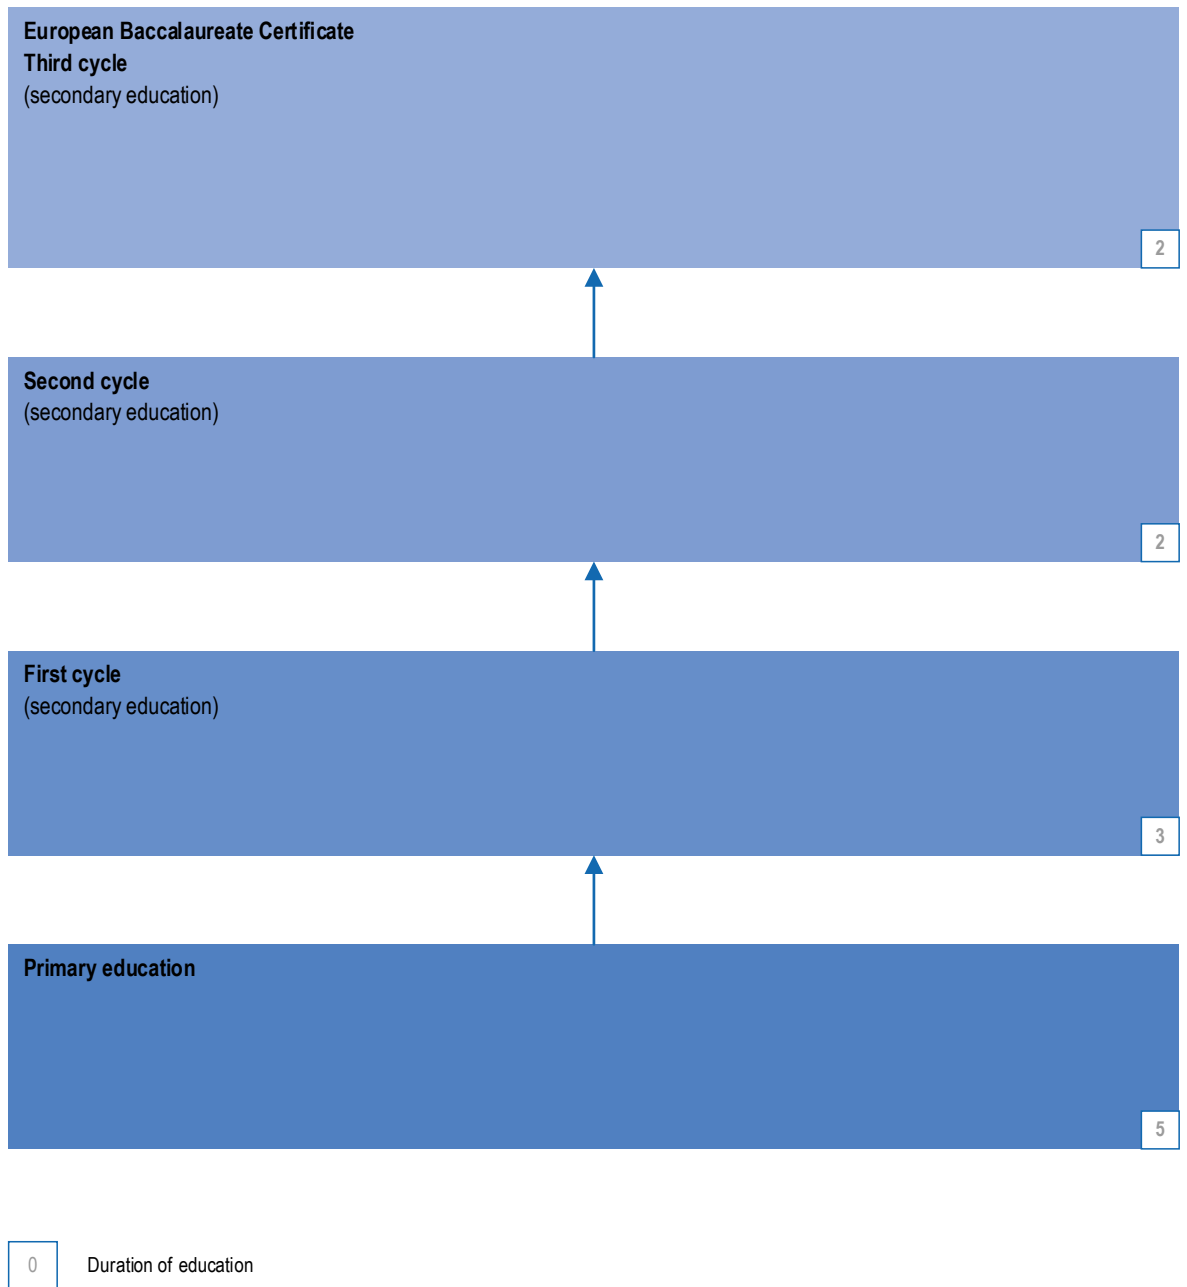 European Baccalaureate Certificate
Third cycle
(secondary education)
2
Second cycle
(secondary education)
2
First cycle
(secondary education)
3
Primary education
5
0 Duration of education